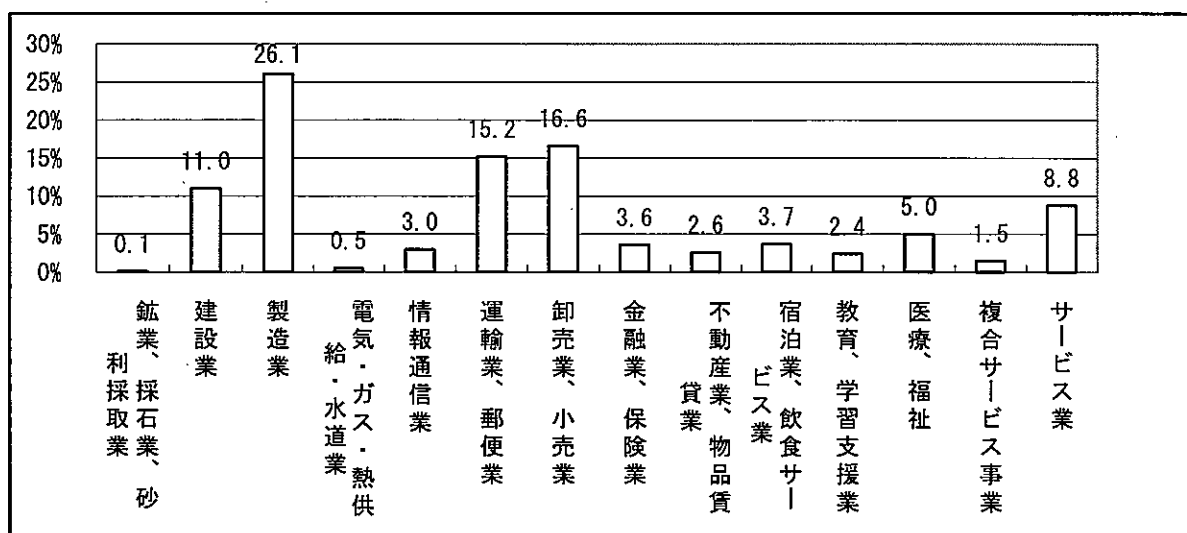 30%
25%
20%
15%
10%
5%
0%
0.1
11.0
26.1
0.5
3.0
15.2
16.6
3.6
2.6
3.7
2.4
5.0
1.5
8.8
鉱業、採石業、砂
利採取業
建設業
製造業
電気・ガス・熱供
給・水道業
情報通信業
運輸業、郵便業
卸売業、小売業
金融業、保険業
不動産業、物品賃
貸業
宿泊業、飲食サー
ビス業
教育、学習支援業
医療、福祉
複合サービス事業
サービス業